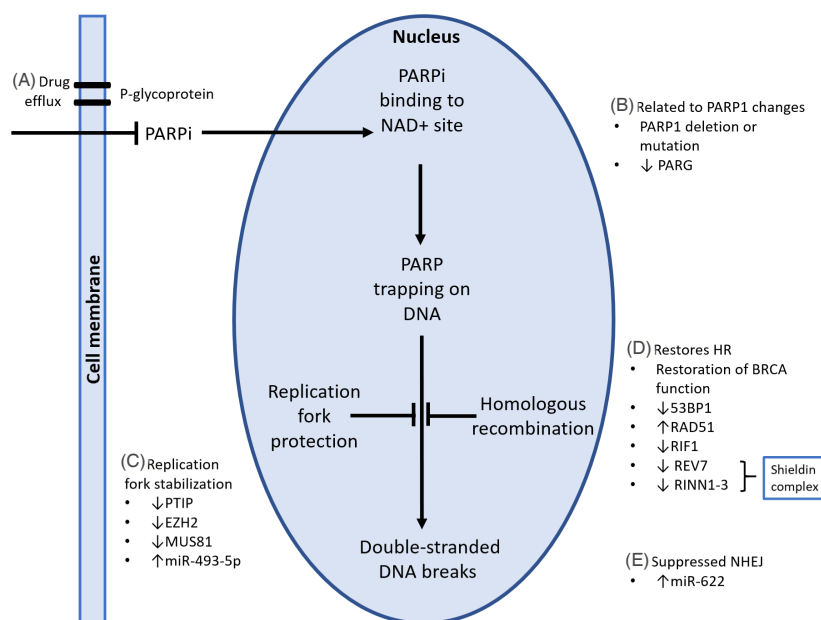 Nucleus
(A) Drug
efflux
P-glycoprotein
PARPi
PARPi
binding to
NAD+ site
PARP
trapping on
DNA
Replication
fork
protection
Homologous
recombination
Double-stranded
DNA breaks
Cell membrane
(B) Related to PARP1 changes
• PARP1 deletion or
mutation
• ↓ PARG
(C) Replication
fork stabilization
• ↓PTIP
• ↓EZH2
• ↓MUS81
• ↑miR-493-5p
(D) Restores HR
• Restoration of BRCA
function
• ↓53BP1
• ↑RAD51
• ↓RIF1
• ↓ REV7
• ↓ RINN1-3
Shieldin
complex
(E) Suppressed NHEJ
• ↑miR-622